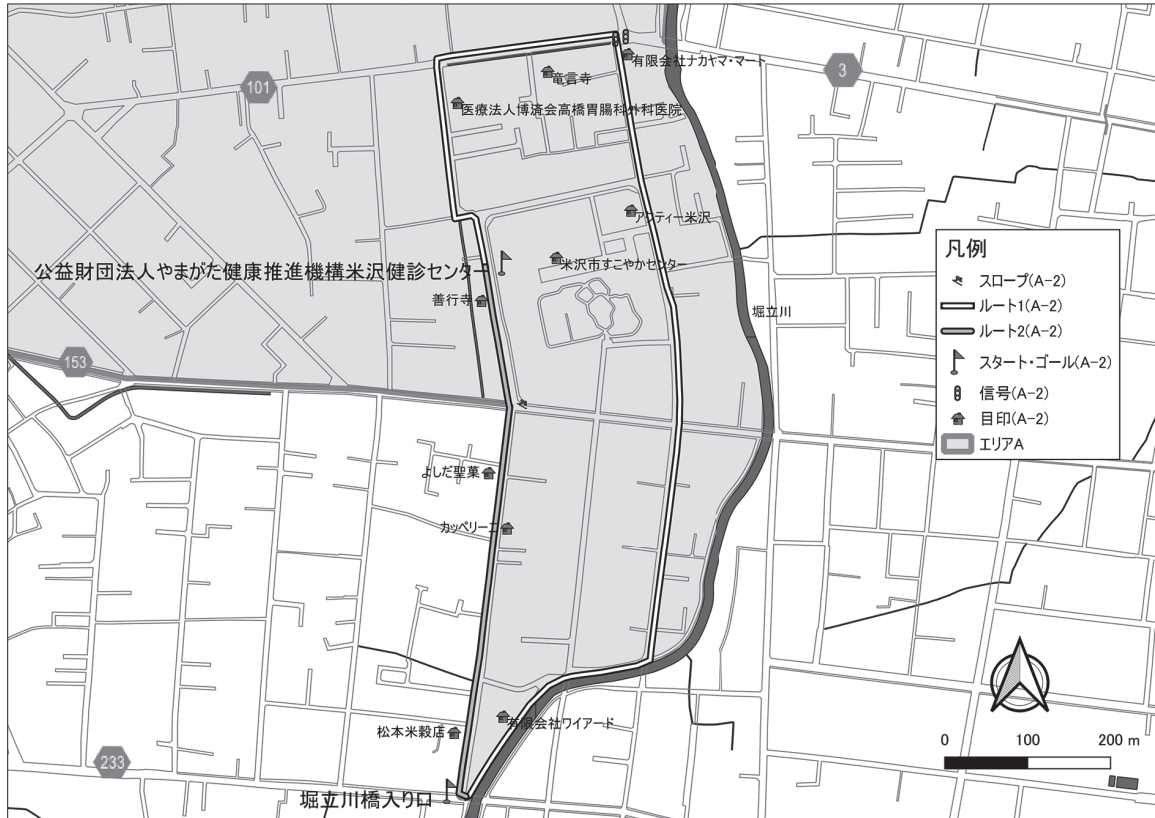 有限会社ナカヤマ・マート
3
竜言寺
101
医療法人博済会高橋胃腸科外科医院
アクティー米沢
公益財団法人やまがた健康推進機構米沢健診センター
米沢市すこやかセンター
善行寺
堀立川
153
凡例
スロープ(A-2)
ルート1(A-2)
ルート2(A-2)
スタート・ゴール(A-2)
信号(A-2)
目印(A-2)
エリアA
よしだ聖菓
カッペリーニ
有限会社ワイアード
松本米穀店
233
堀立川橋入り口
0 100 200 m